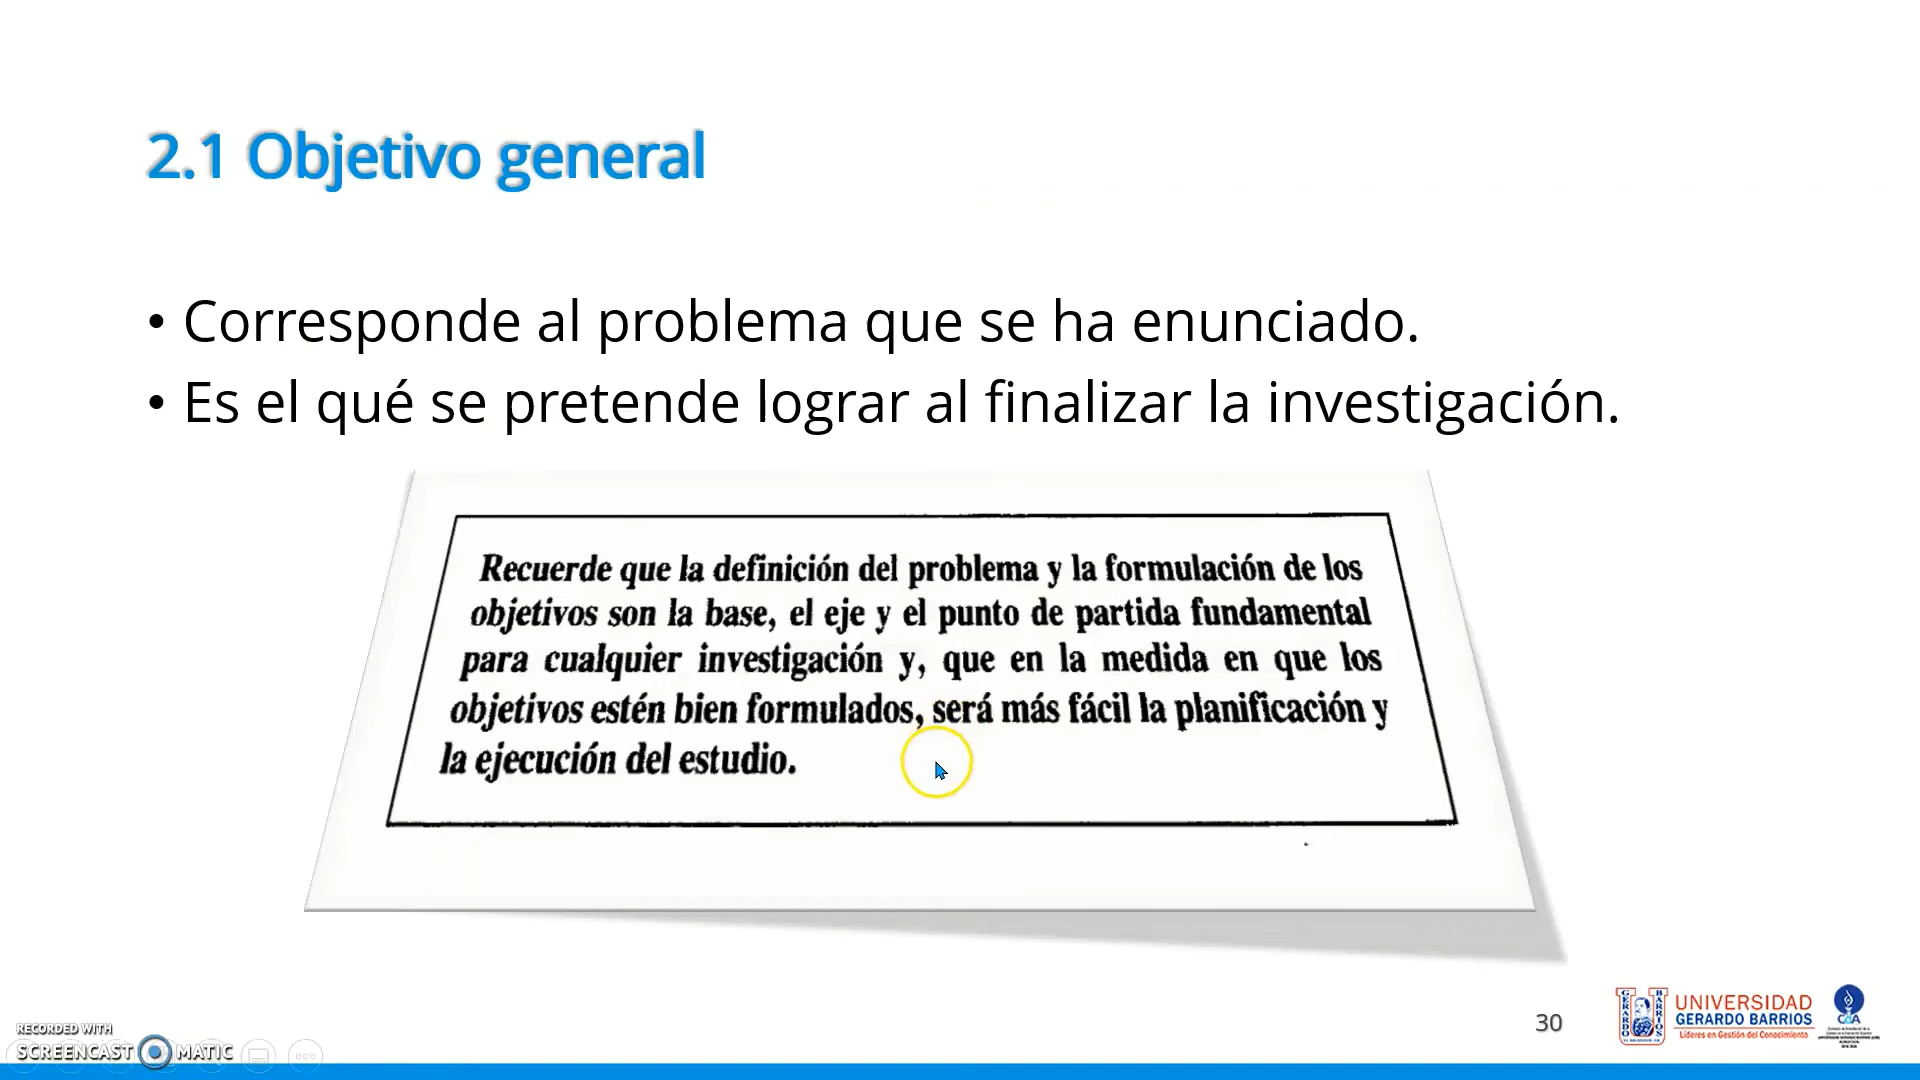 2.1 Objetivo general
• Corresponde al problema que se ha enunciado.
• Es el qué se pretende lograr al finalizar la investigación.
Recuerde que la definición del problema y la formulación de los
objetivos son la base, el eje y el punto de partida fundamental
para cualquier investigación y, que en la medida en que los
objetivos estén bien formulados, será más fácil la planificación y
la ejecución del estudio.
30
GERARDO
BARRIOS
UNIVERSIDAD
GERARDO BARRIOS
Líderes en Gestión del Conocimiento
CdA
RECORDED WITH
SCREENCAST MATIC